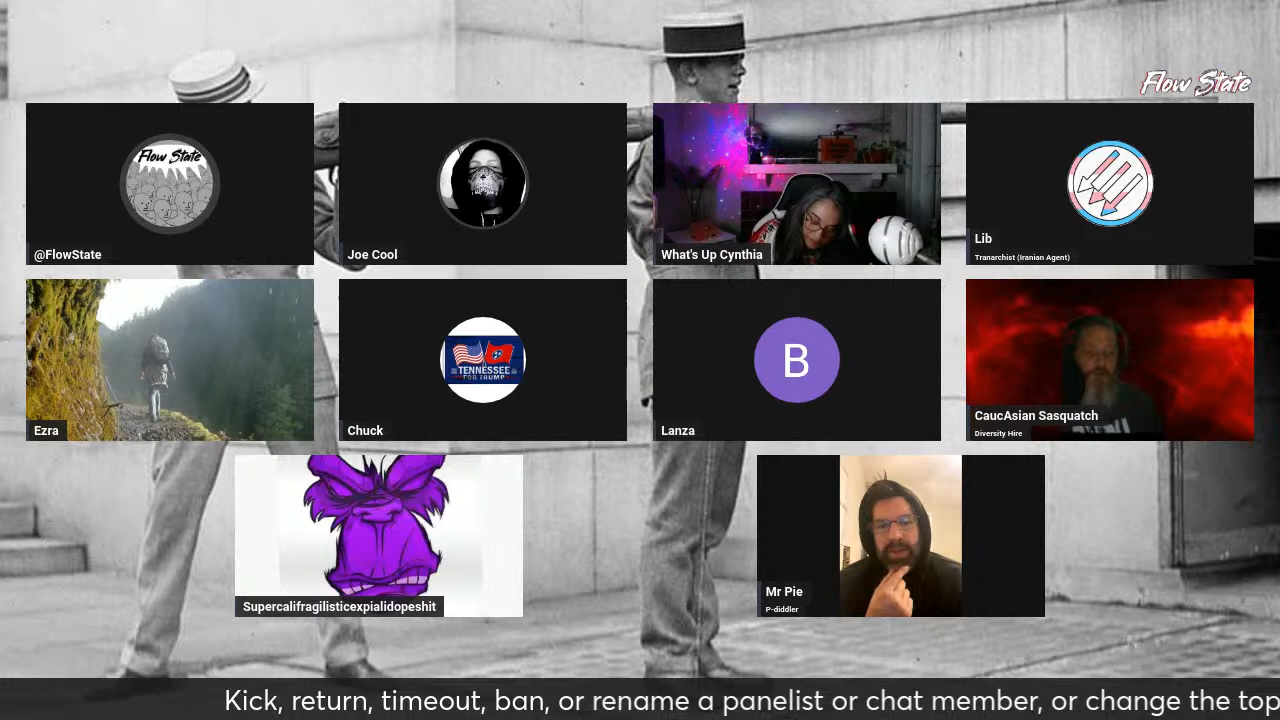 Flow State
Flow State
@FlowState
Joe Cool
What's Up Cynthia
Lib
Tranarchist (Iranian Agent)
Ezra
TENNESSEE
FOR TRUMP
Chuck
B
Lanza
CaucAsian Sasquatch
Diversity Hire
Supercalifragilisticexpialidopeshit
Mr Pie
P-diddler
Kick, return, timeout, ban, or rename a panelist or chat member, or change the top